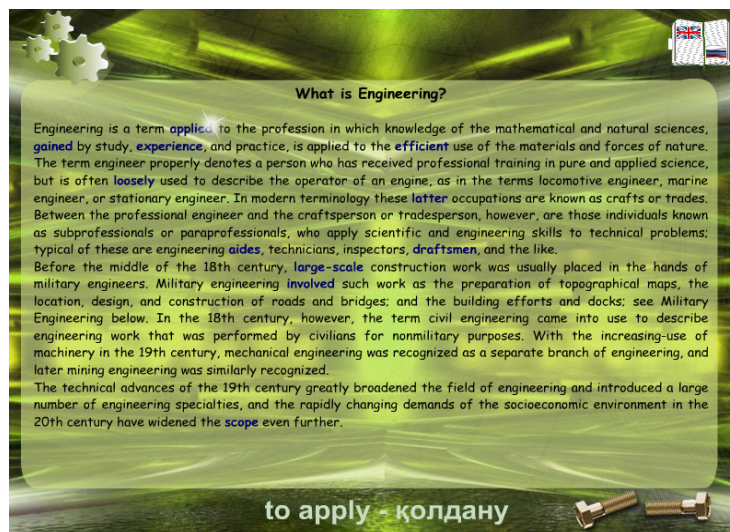 What is Engineering?
Engineering is a term applied to the profession in which knowledge of the mathematical and natural sciences,
gained by study, experience, and practice, is applied to the efficient use of the materials and forces of nature.
The term engineer properly denotes a person who has received professional training in pure and applied science,
but is often loosely used to describe the operator of an engine, as in the terms locomotive engineer, marine
engineer, or stationary engineer. In modern terminology these latter occupations are known as crafts or trades.
Between the professional engineer and the craftsperson or tradesperson, however, are those individuals known
as subprofessionals or paraprofessionals, who apply scientific and engineering skills to technical problems;
typical of these are engineering aides, technicians, inspectors, draftsmen, and the like.
Before the middle of the 18th century, large-scale construction work was usually placed in the hands of
military engineers. Military engineering involved such work as the preparation of topographical maps, the
location, design, and construction of roads and bridges; and the building efforts and docks; see Military
Engineering below. In the 18th century, however, the term civil engineering came into use to describe
engineering work that was performed by civilians for nonmilitary purposes. With the increasing-use of
machinery in the 19th century, mechanical engineering was recognized as a separate branch of engineering, and
later mining engineering was similarly recognized.
The technical advances of the 19th century greatly broadened the field of engineering and introduced a large
number of engineering specialties, and the rapidly changing demands of the socioeconomic environment in the
20th century have widened the scope even further.
to apply - қолдану